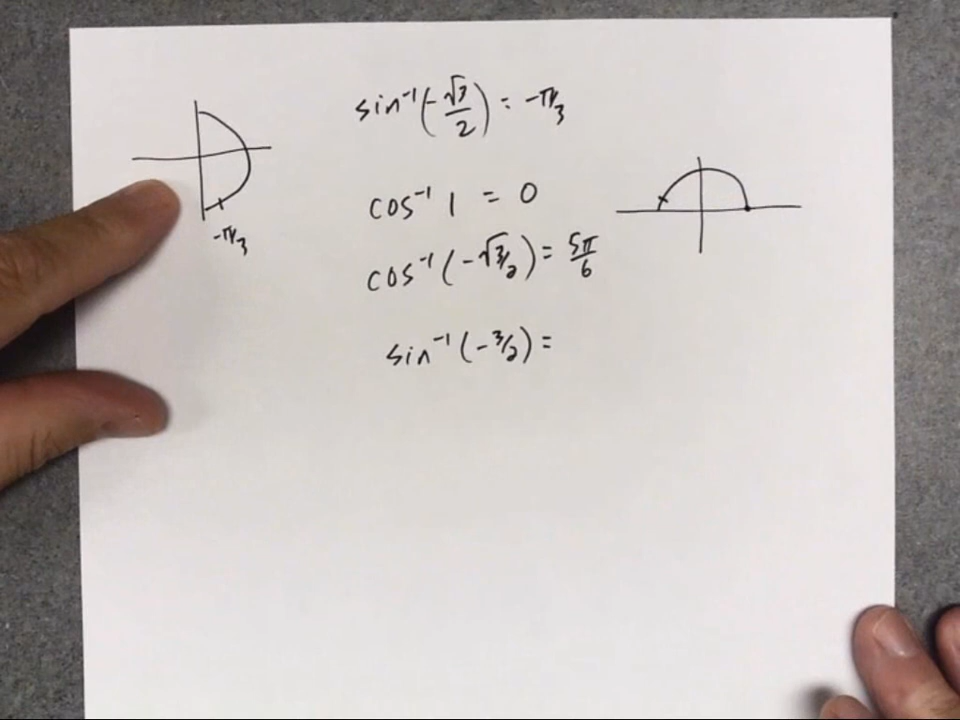 sin⁻¹(-√3/2) = -π/3
-π/3
cos⁻¹ 1 = 0
cos⁻¹(-√3/2) = 5π/6
sin⁻¹(-3/2) =